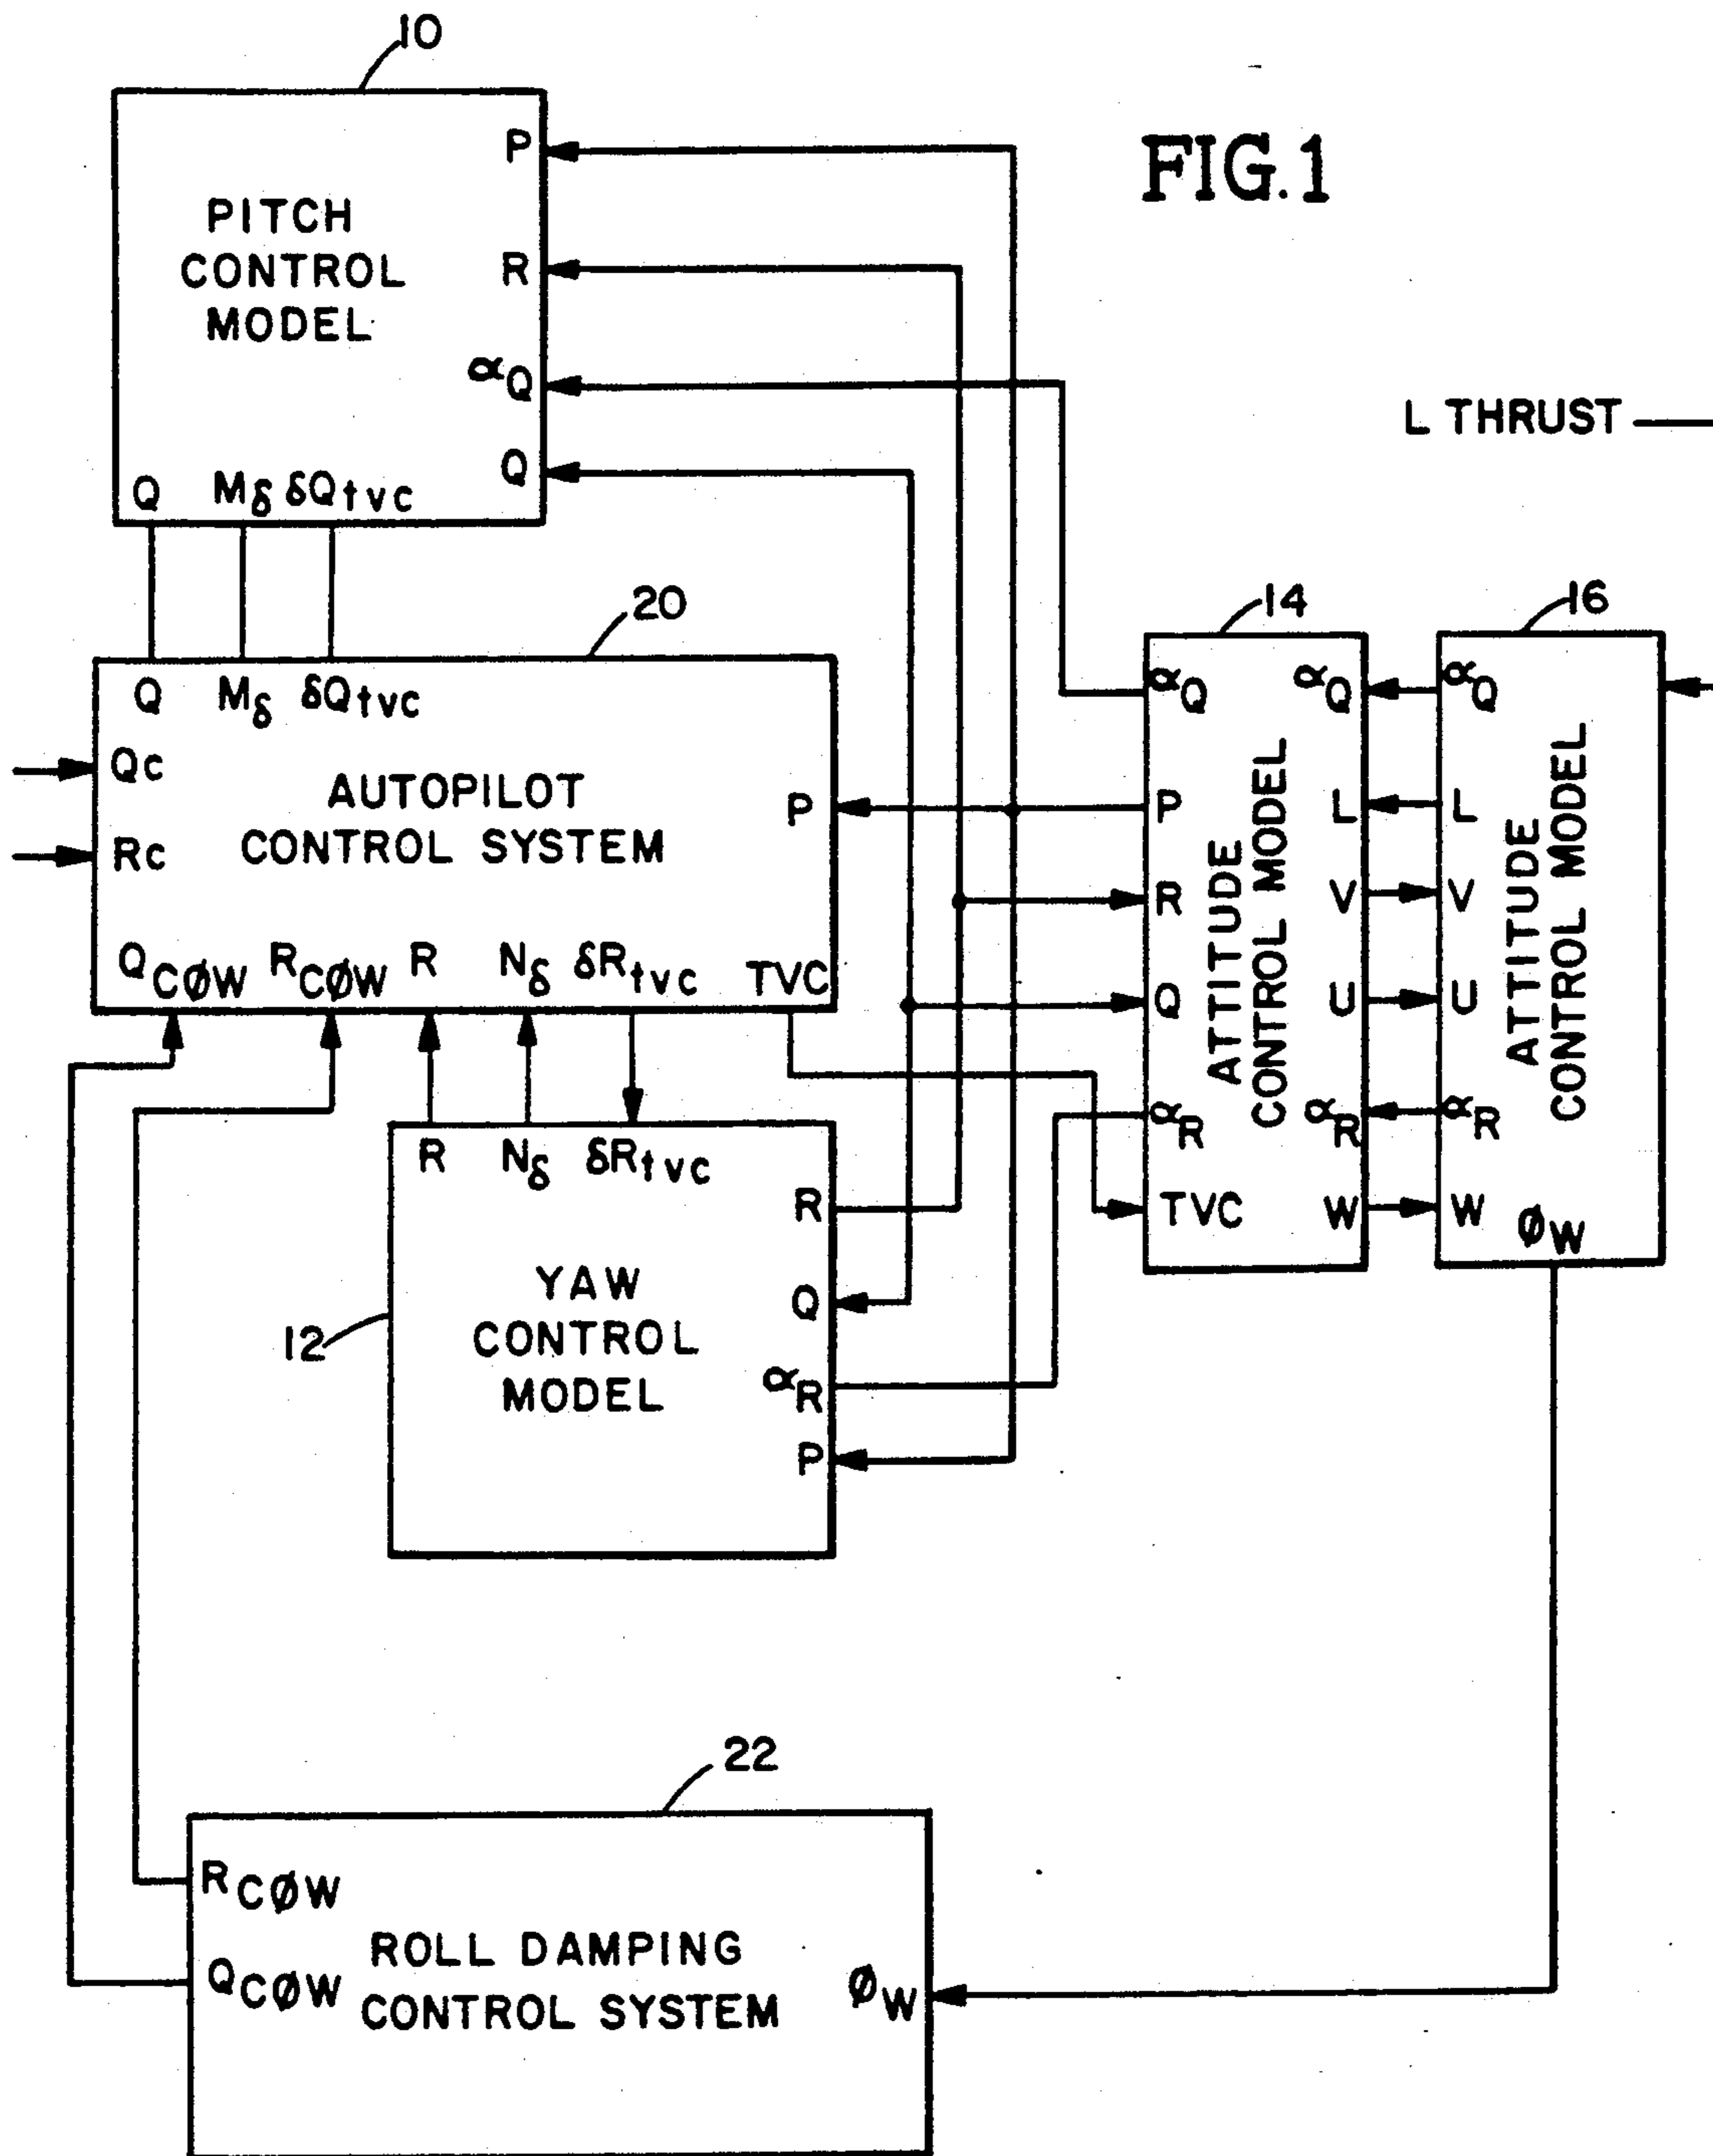 10
FIG.1
P
PITCH
CONTROL
MODEL
R
αQ
Q
L THRUST
Q Mδ δQtvc
20
14
16
Q Mδ δQtvc
Qc
Rc
AUTOPILOT
CONTROL SYSTEM
P
QCØW RCØW R Nδ δRtvc TVC
αQ
P
R
Q
αR
TVC
ATTITUDE
CONTROL MODEL
αQ
L
V
U
αR
W
αQ
L
V
U
αR
W
ATTITUDE
CONTROL MODEL
ØW
R Nδ δRtvc
R
Q
αR
P
12
YAW
CONTROL
MODEL
22
RCØW
QCØW
ROLL DAMPING
CONTROL SYSTEM
ØW